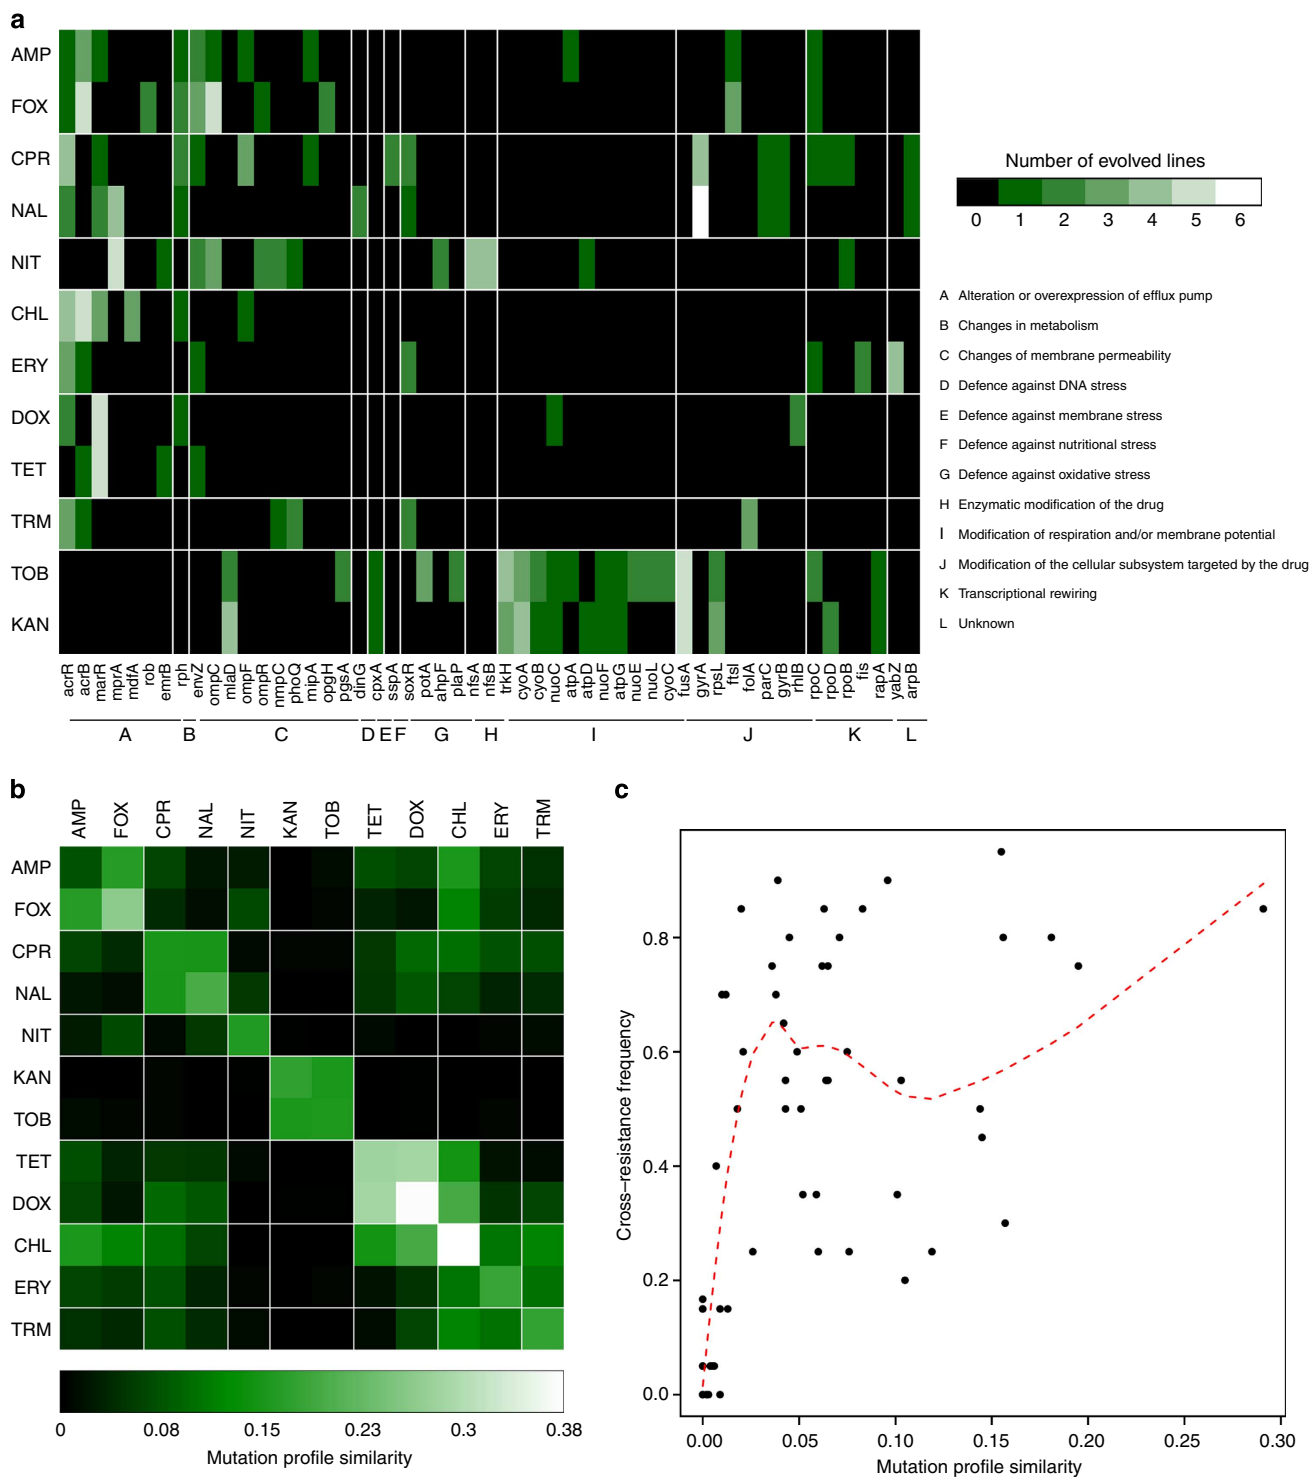 a
AMP
FOX
CPR
NAL
NIT
CHL
ERY
DOX
TET
TRM
TOB
KAN
Number of evolved lines
0 1 2 3 4 5 6
A Alteration or overexpression of efflux pump
B Changes in metabolism
C Changes of membrane permeability
D Defence against DNA stress
E Defence against membrane stress
F Defence against nutritional stress
G Defence against oxidative stress
H Enzymatic modification of the drug
I Modification of respiration and/or membrane potential
J Modification of the cellular subsystem targeted by the drug
K Transcriptional rewiring
L Unknown
acrR acrB marR mprA mdfA rob emrB rph envZ ompC mlaD ompF ompR mmpC phoQ mipA opgH pgsA dinG cpxA sspA soxR potA ahpF plaP nfsA nfsB trkH cyoA cyoB nuoC atpA atpD nuoF atpG nuoE nuoL cyoC fusA gyrA rpsL ftsI folA parC gyrB rhlB rpoC rpoD rpoB fis rapA yabZ arpB
A B C D E F G H I J K L
b
AMP FOX CPR NAL NIT KAN TOB TET DOX CHL ERY TRM
AMP
FOX
CPR
NAL
NIT
KAN
TOB
TET
DOX
CHL
ERY
TRM
0 0.08 0.15 0.23 0.3 0.38
Mutation profile similarity
c
Cross-resistance frequency
0.8
0.6
0.4
0.2
0.0
0.00 0.05 0.10 0.15 0.20 0.25 0.30
Mutation profile similarity